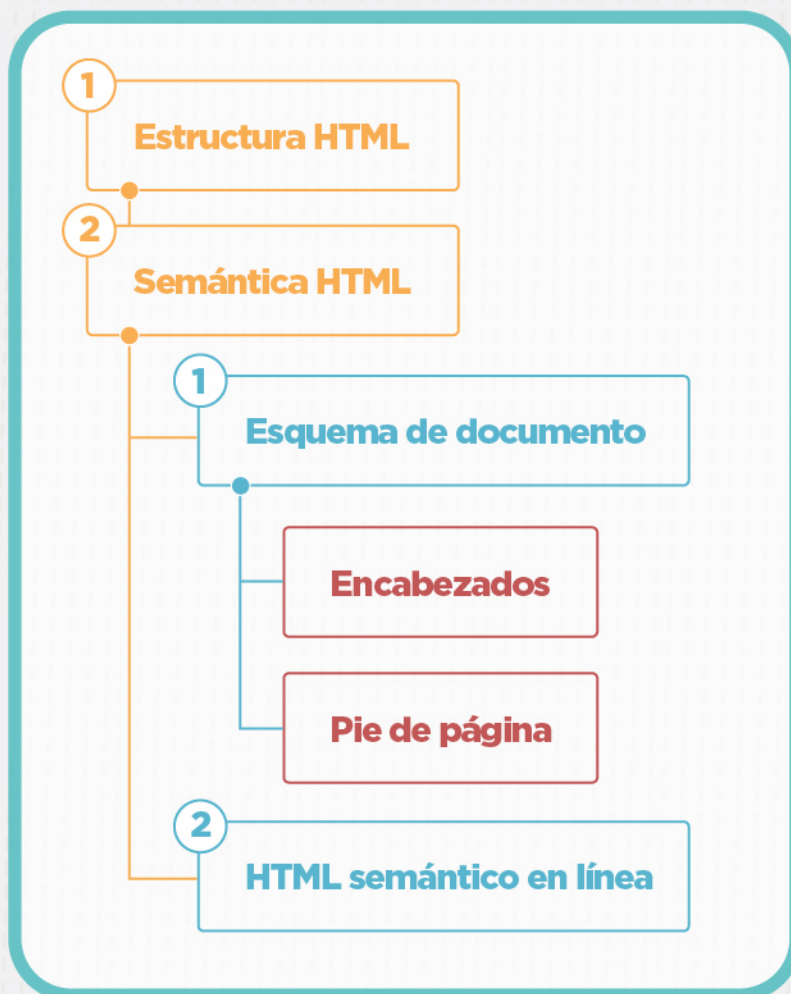 1
Estructura HTML
2
Semántica HTML
1
Esquema de documento
Encabezados
Pie de página
2
HTML semántico en línea